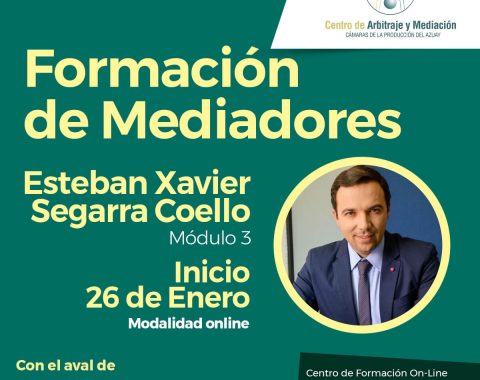 Centro de Arbitraje y Mediación
CÁMARAS DE LA PRODUCCIÓN DEL AZUAY
Formación
de Mediadores
Esteban Xavier
Segarra Coello
Módulo 3
Inicio
26 de Enero
Modalidad online
Con el aval de
Centro de Formación On-Line